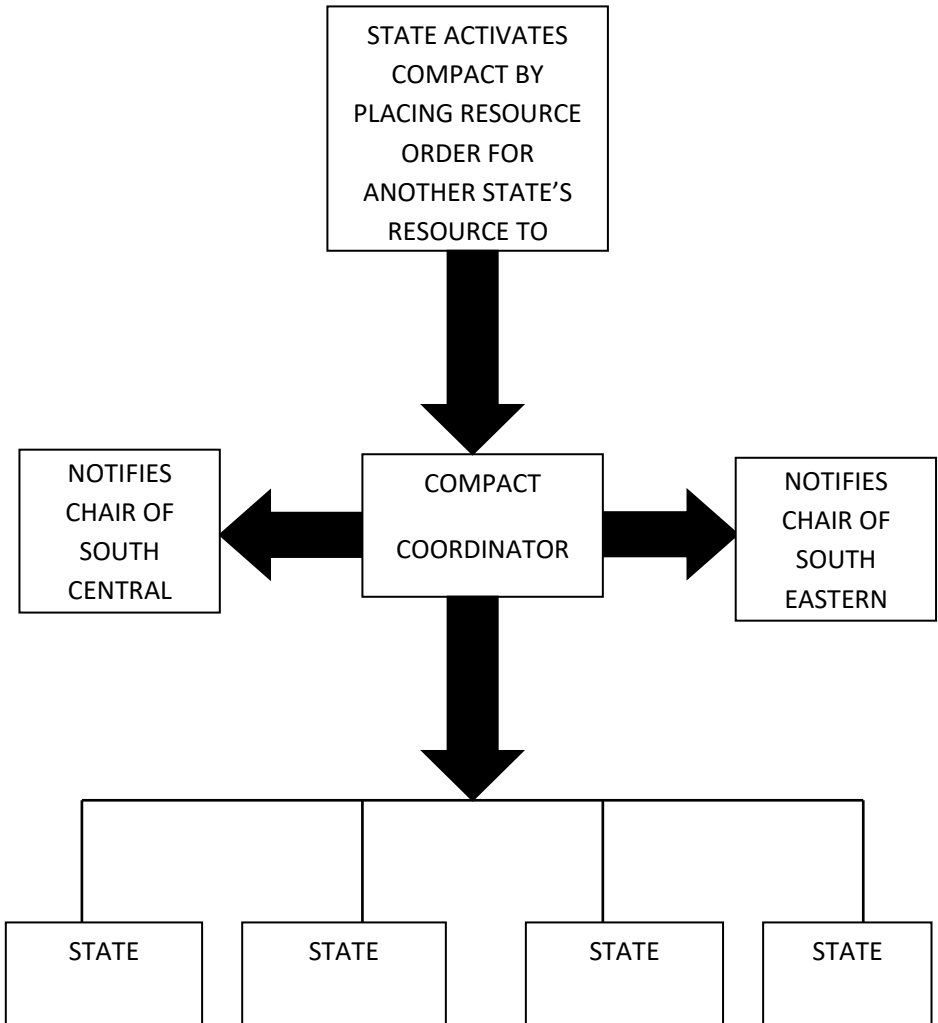 STATE ACTIVATES
COMPACT BY
PLACING RESOURCE
ORDER FOR
ANOTHER STATE’S
RESOURCE TO
NOTIFIES
CHAIR OF
SOUTH
CENTRAL
COMPACT
COORDINATOR
NOTIFIES
CHAIR OF
SOUTH
EASTERN
STATE
STATE
STATE
STATE